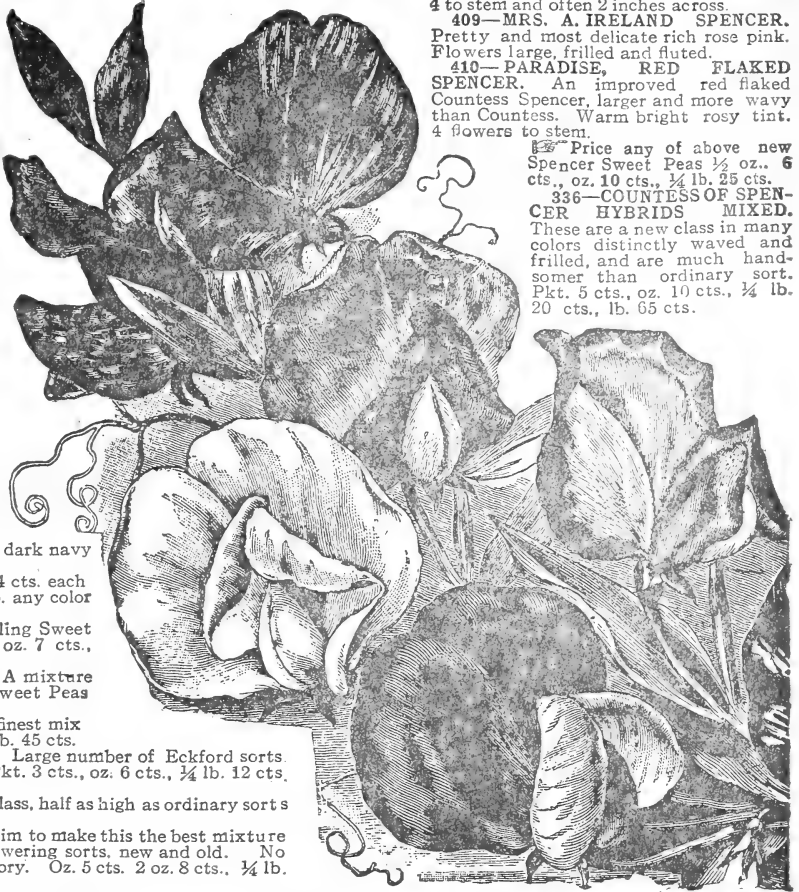 4 to stem and often 2 inches across.
409—MRS. A. IRELAND SPENCER.
Pretty and most delicate rich rose pink.
Flowers large, frilled and fluted.
410—PARADISE, RED FLAKED
SPENCER. An improved red flaked
Countess Spencer, larger and more wavy
than Countess. Warm bright rosy tint.
4 flowers to stem.
Price any of above new
Spencer Sweet Peas ½ oz.. 6
cts., oz. 10 cts., ¼ lb. 25 cts.
336—COUNTESS OF SPEN-
CER HYBRIDS MIXED.
These are a new class in many
colors distinctly waved and
frilled, and are much hand-
somer than ordinary sort.
Pkt. 5 cts., oz. 10 cts., ¼ lb.
20 cts., lb. 65 cts.
dark navy
4 cts. each
. any color
ling Sweet
oz. 7 cts.,
A mixture
weet Peas
finest mix
b. 45 cts.
Large number of Eckford sorts.
kt. 3 cts., oz. 6 cts., ¼ lb. 12 cts.
lass, half as high as ordinary sorts
im to make this the best mixture
wering sorts, new and old. No
ory. Oz. 5 cts. 2 oz. 8 cts., ¼ lb.